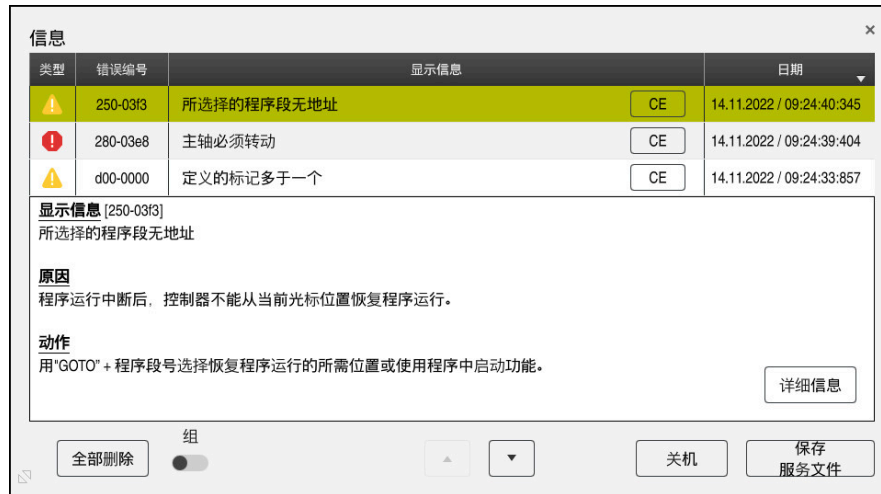 信息
类型 错误编号 显示信息 日期
250-03f3 所选择的程序段无地址 CE 14.11.2022 / 09:24:40:345
280-03e8 主轴必须转动 CE 14.11.2022 / 09:24:39:404
d00-0000 定义的标记多于一个 CE 14.11.2022 / 09:24:33:857
显示信息 [250-03f3]
所选择的程序段无地址
原因
程序运行中断后，控制器不能从当前光标位置恢复程序运行。
动作
用"GOTO" + 程序段号选择恢复程序运行的所需位置或使用程序中启动功能。
详细信息
组
全部删除 关机 保存
服务文件